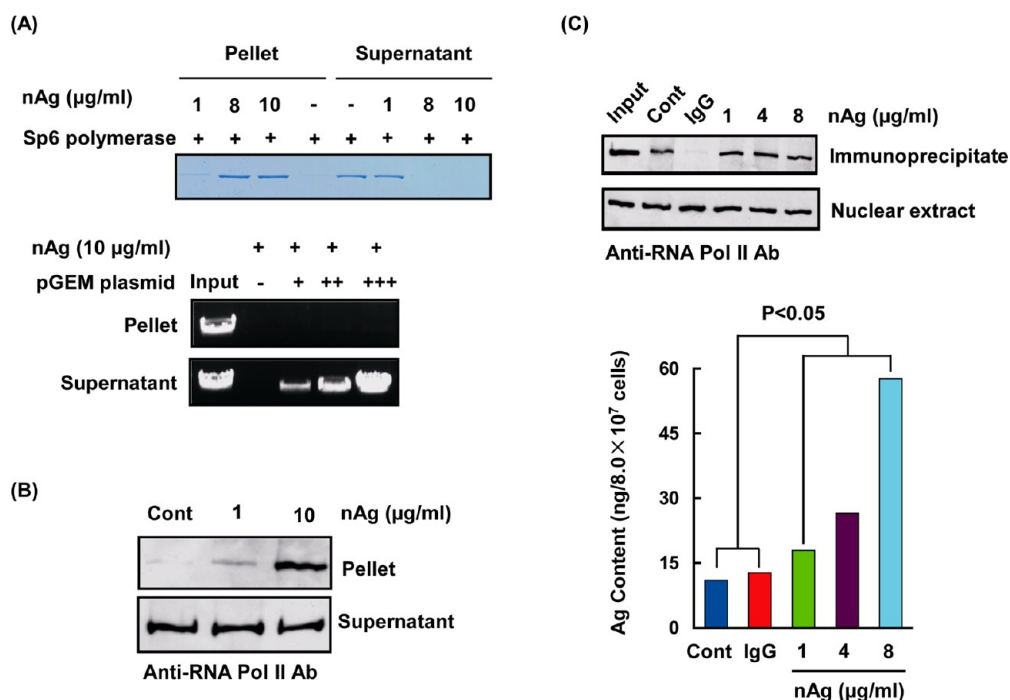 (A)
Pellet Supernatant
nAg (μg/ml) 1 8 10 - - 1 8 10
Sp6 polymerase + + + + + + + +
nAg (10 μg/ml) + + + +
pGEM plasmid Input - + ++ +++
Pellet
Supernatant
(B)
Cont 1 10 nAg (μg/ml)
Pellet
Supernatant
Anti-RNA Pol II Ab
(C)
Input Cont IgG 1 4 8 nAg (μg/ml)
Immunoprecipitate
Nuclear extract
Anti-RNA Pol II Ab
P<0.05
Ag Content (ng/8.0×10⁷ cells)
60
45
30
15
0
Cont IgG 1 4 8
nAg (μg/ml)